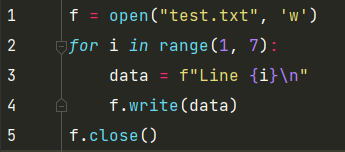 1 f = open("test.txt", 'w')
2 for i in range(1, 7):
3     data = f"Line {i}\n"
4     f.write(data)
5 f.close()